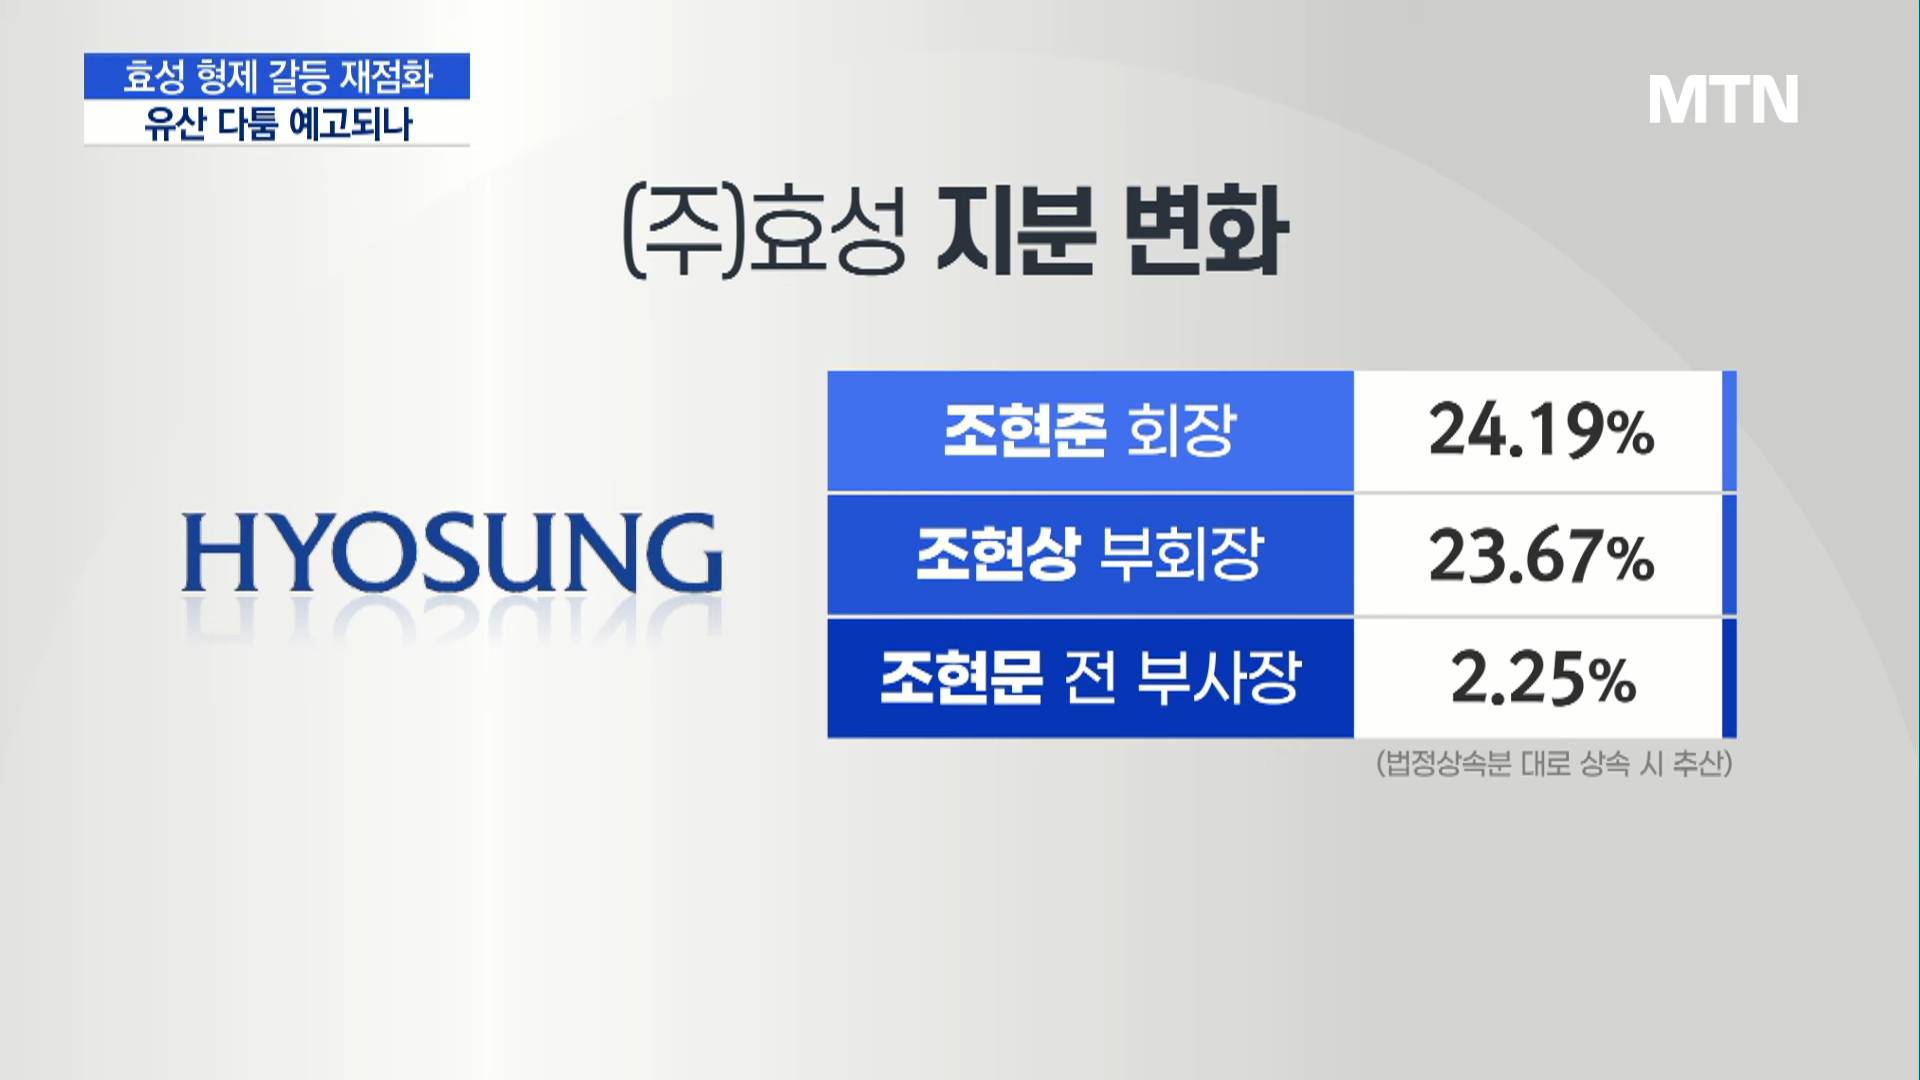 효성 형제 갈등 재점화
유산 다툼 예고되나
MTN
(주)효성 지분 변화
HYOSUNG
조현준 회장 24.19%
조현상 부회장 23.67%
조현문 전 부사장 2.25%
(법정상속분 대로 상속 시 추산)